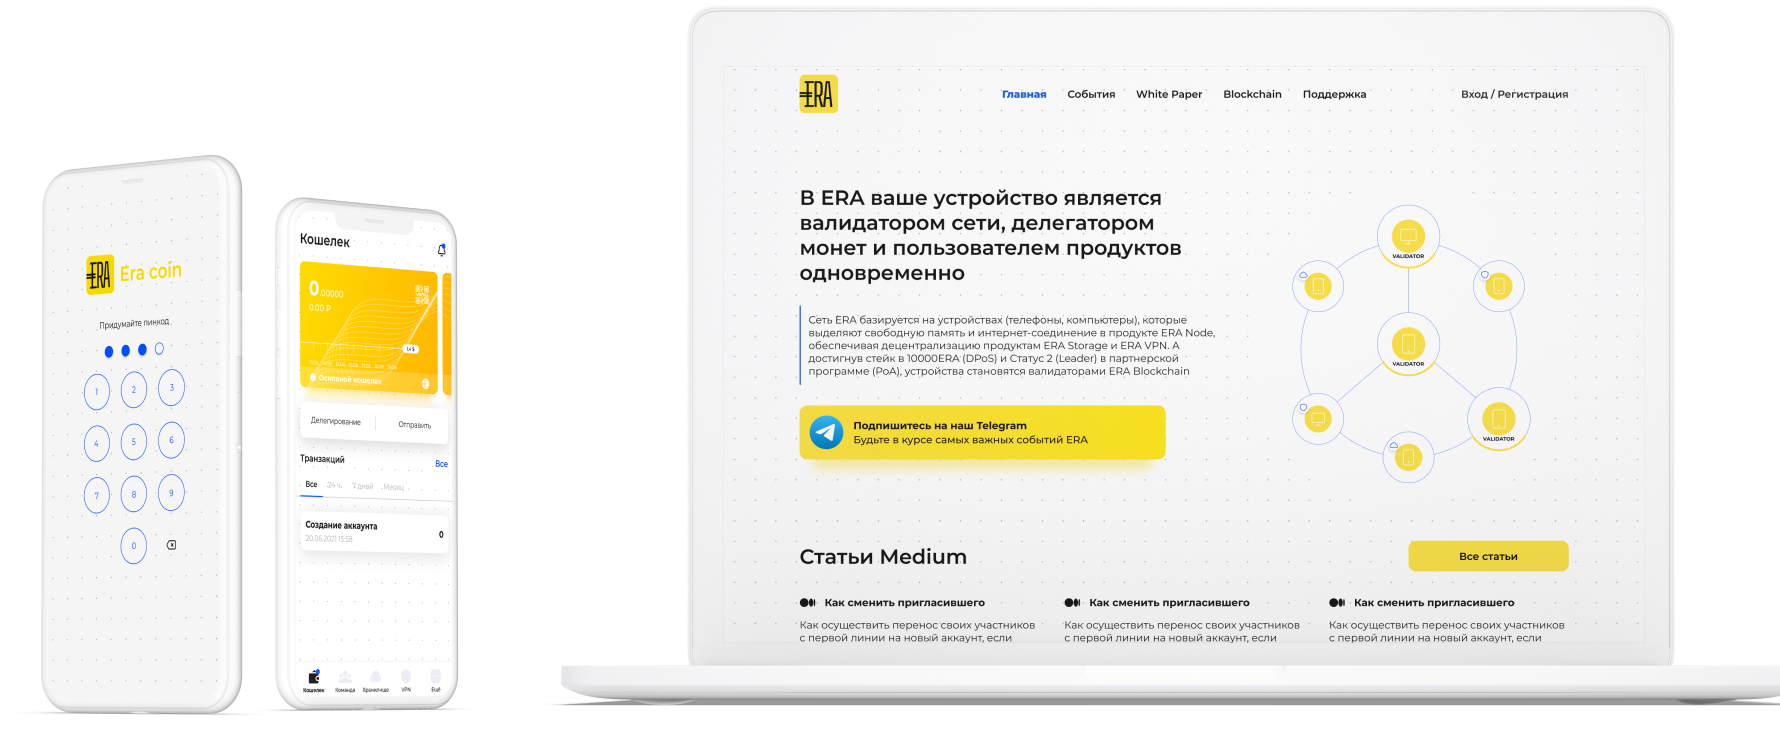 ERA Era coin
Придумайте пинкод
1 2 3
4 5 6
7 8 9
0
Кошелек
0.00000
0.00 ₽
1.4 $
Основной кошелек
Делегирование Отправить
Транзакций Все
Все 24 ч. 7 дней Месяц
Создание аккаунта 0
20.06.2021 15:58
Кошелек Команда Хранилище VPN Ещё
ERA
Главная События White Paper Blockchain Поддержка Вход / Регистрация
В ERA ваше устройство является
валидатором сети, делегатором
монет и пользователем продуктов
одновременно
Сеть ERA базируется на устройствах (телефоны, компьютеры), которые
выделяют свободную память и интернет-соединение в продукте ERA Node,
обеспечивая децентрализацию продуктам ERA Storage и ERA VPN. А
достигнув стейк в 10000ERA (DPoS) и Статус 2 (Leader) в партнерской
программе (PoA), устройства становятся валидаторами ERA Blockchain
Подпишитесь на наш Telegram
Будьте в курсе самых важных событий ERA
VALIDATOR
VALIDATOR
VALIDATOR
Статьи Medium Все статьи
Как сменить пригласившего Как сменить пригласившего Как сменить пригласившего
Как осуществить перенос своих участников Как осуществить перенос своих участников Как осуществить перенос своих участников
с первой линии на новый аккаунт, если с первой линии на новый аккаунт, если с первой линии на новый аккаунт, если